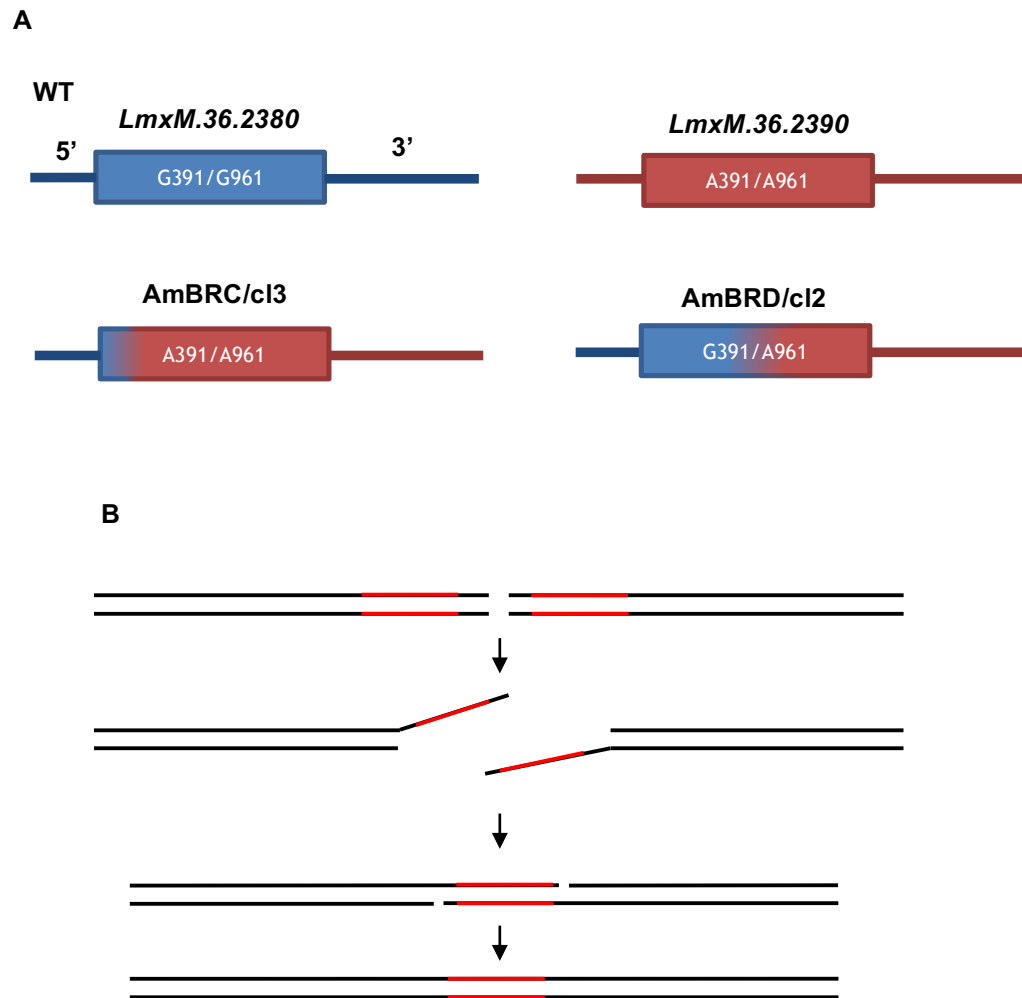 A
WT
LmxM.36.2380
LmxM.36.2390
5’
3’
G391/G961
A391/A961
AmBRC/cl3
AmBRD/cl2
A391/A961
G391/A961
B